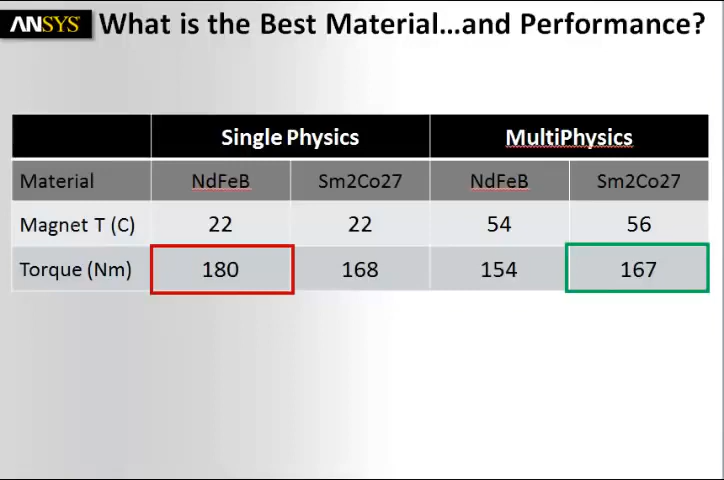 ANSYS What is the Best Material...and Performance?
Single Physics MultiPhysics
Material NdFeB Sm2Co27 NdFeB Sm2Co27
Magnet T (C) 22 22 54 56
Torque (Nm) 180 168 154 167